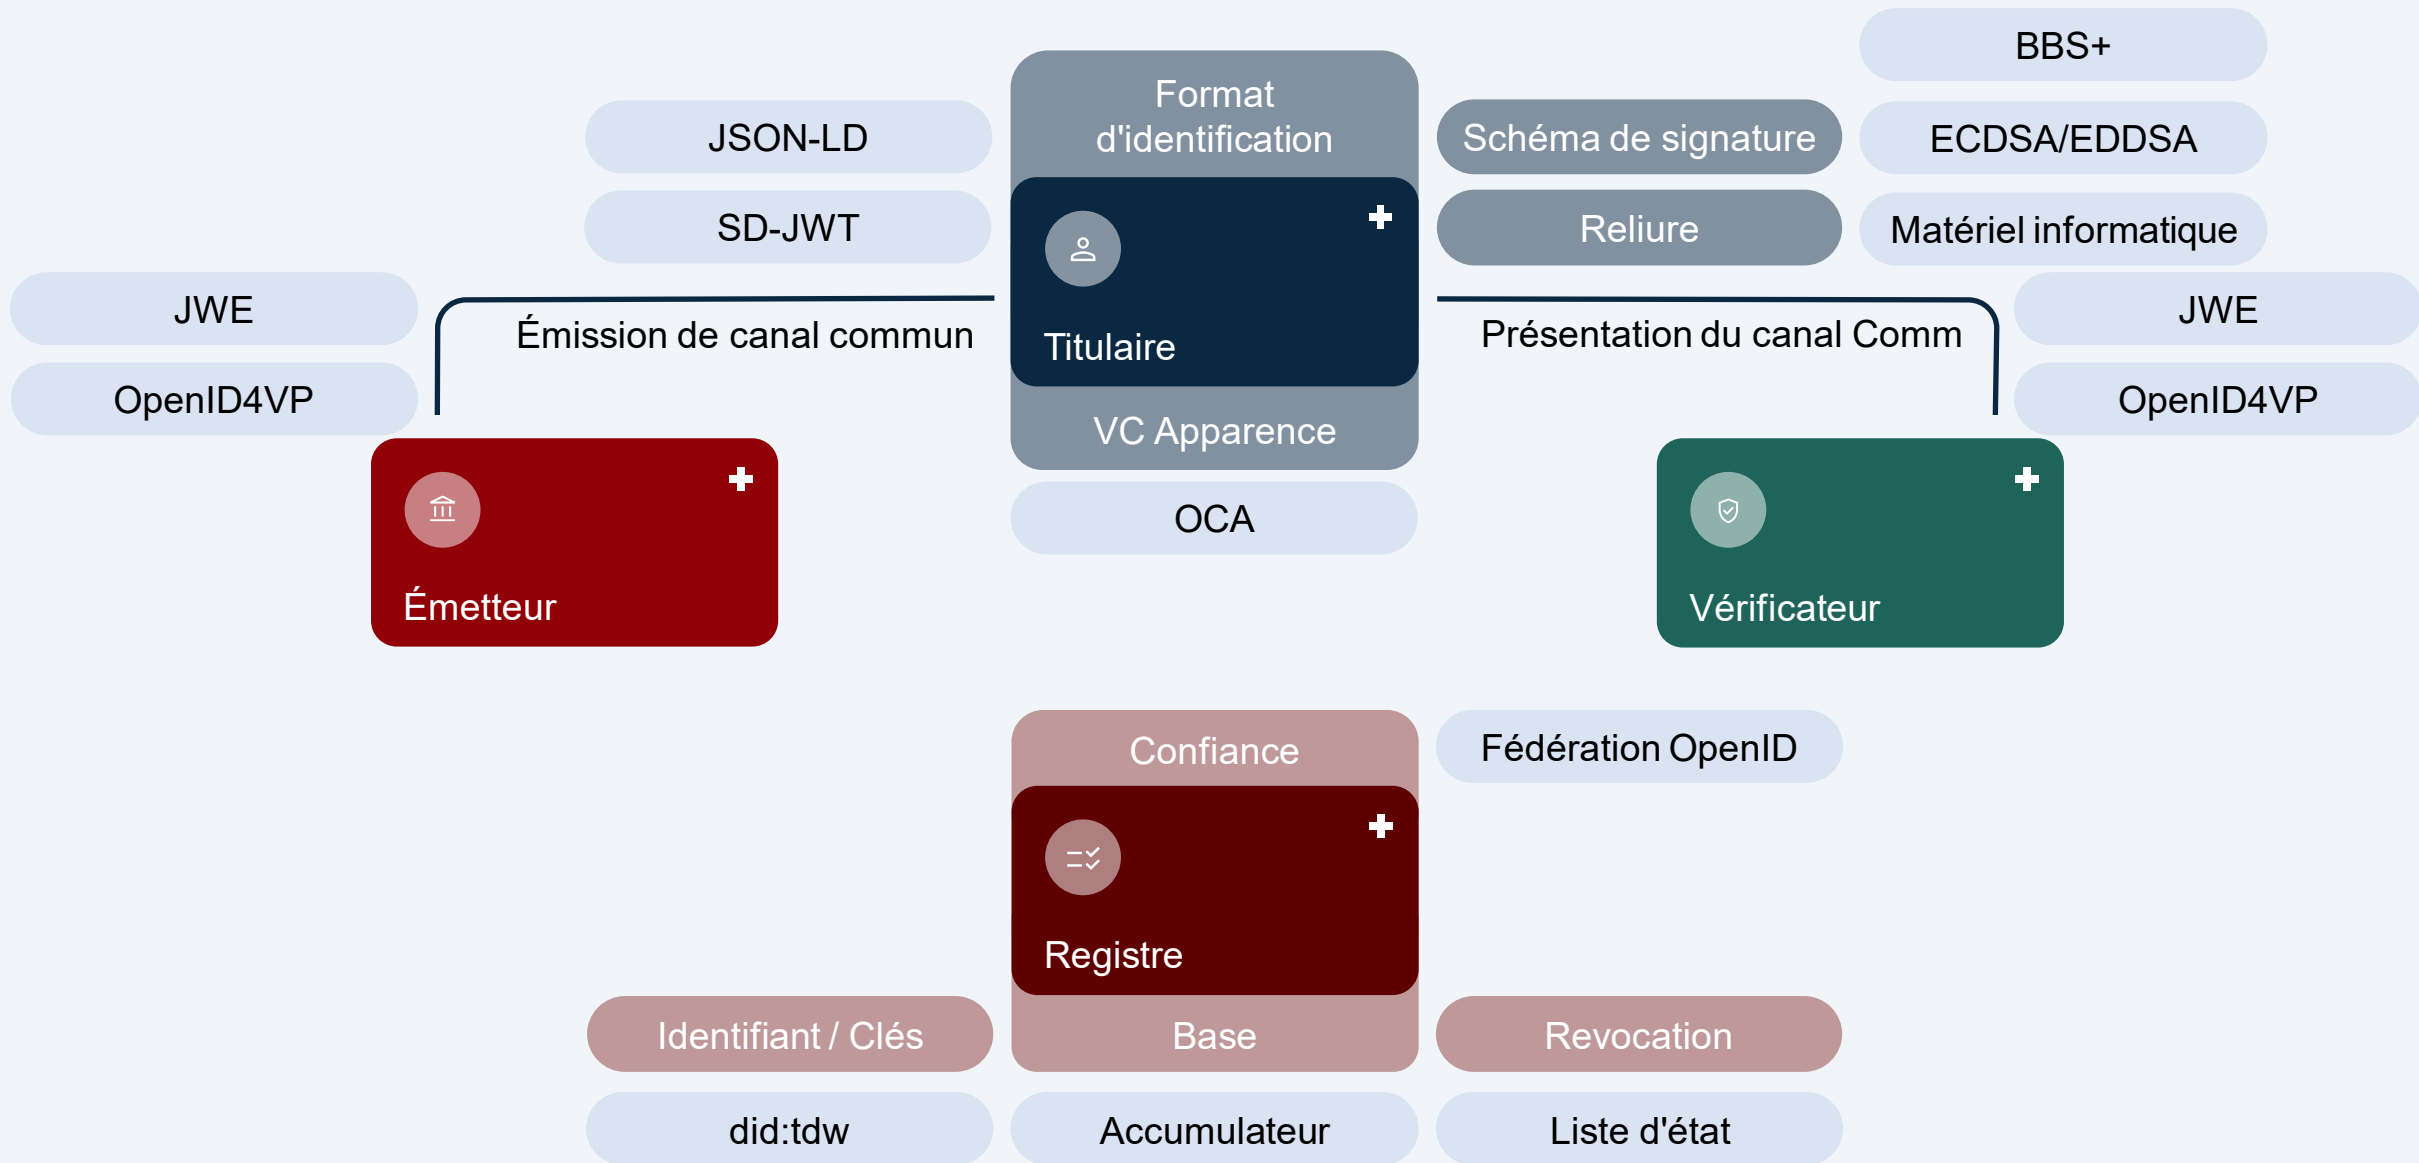 BBS+
Format
d'identification
JSON-LD
Schéma de signature
ECDSA/EDDSA
SD-JWT
Reliure
Matériel informatique
JWE
Émission de canal commun
Titulaire
Présentation du canal Comm
JWE
OpenID4VP
VC Apparence
OpenID4VP
OCA
Émetteur
Vérificateur
Confiance
Fédération OpenID
Registre
Identifiant / Clés
Base
Revocation
did:tdw
Accumulateur
Liste d'état